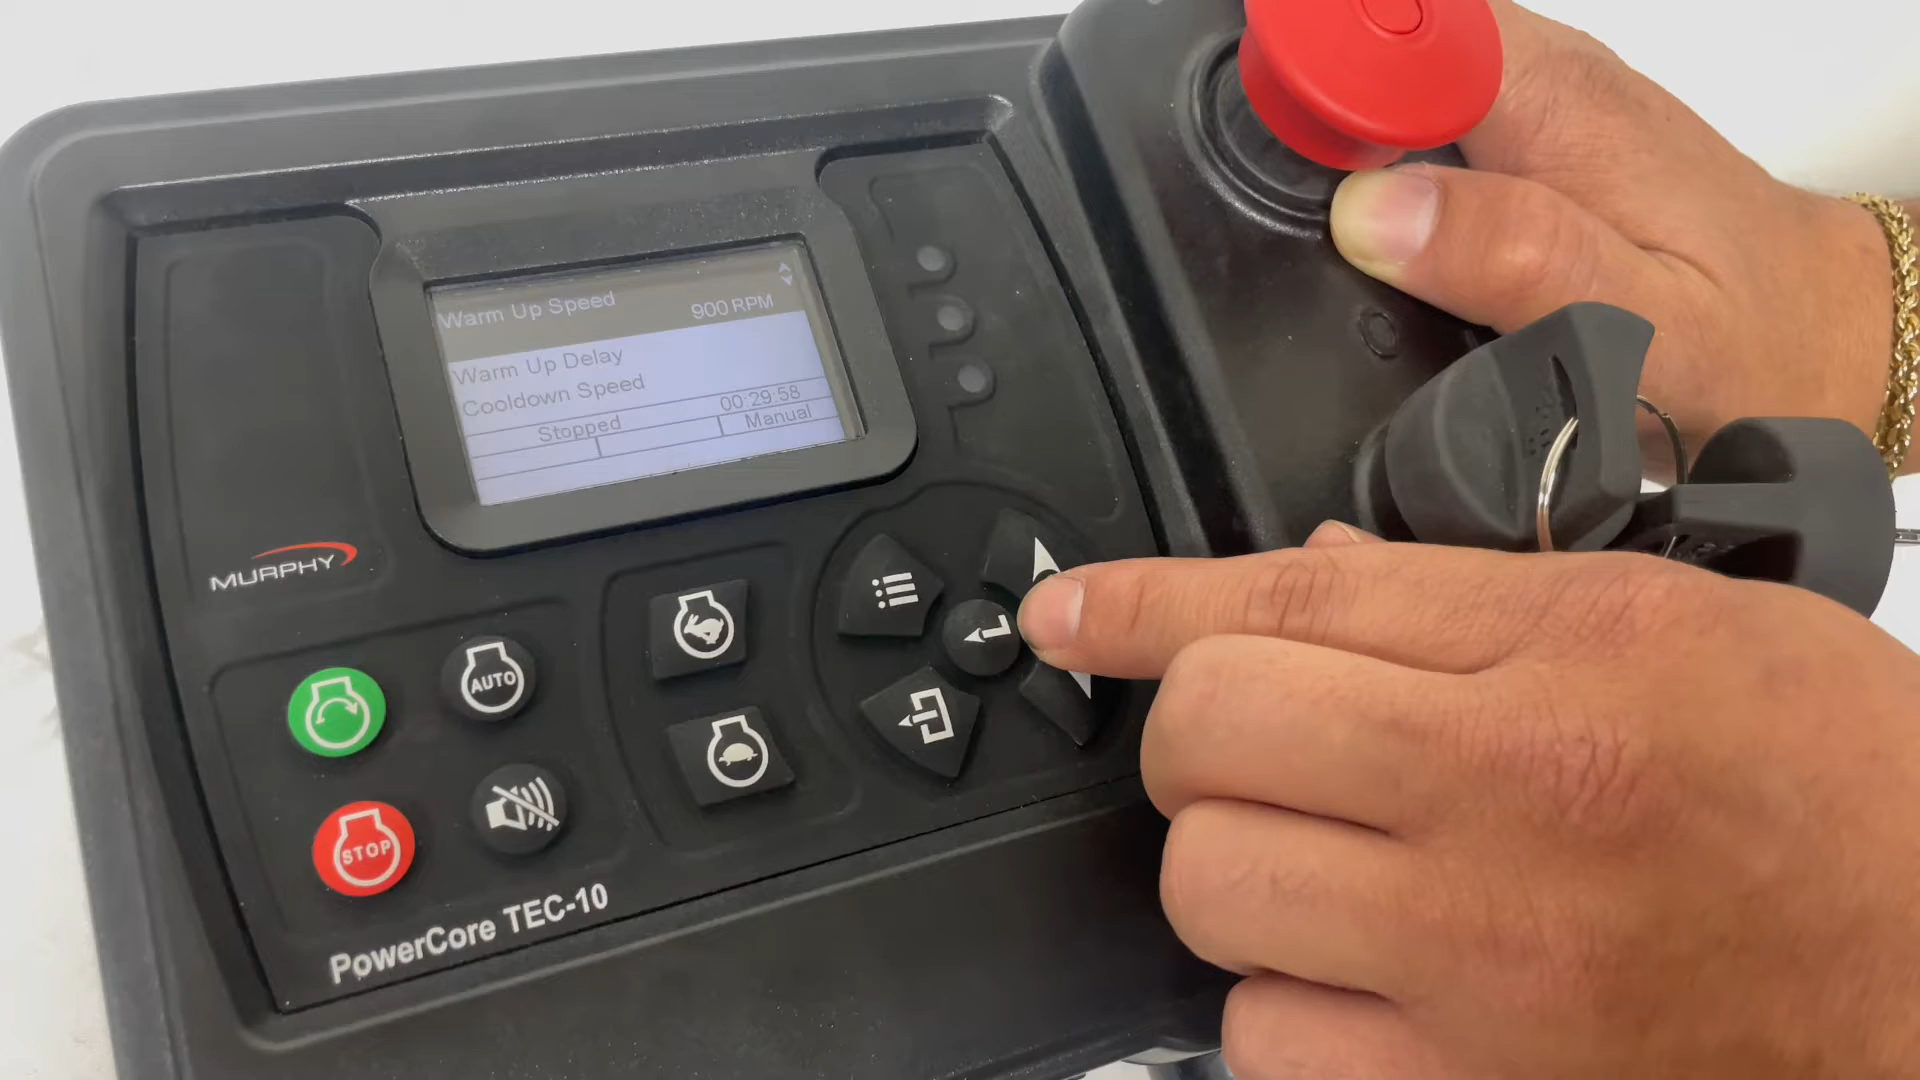 Warm Up Speed
900 RPM
Warm Up Delay
Cooldown Speed
00:29:58
Stopped
Manual
MURPHY
AUTO
STOP
PowerCore TEC-10